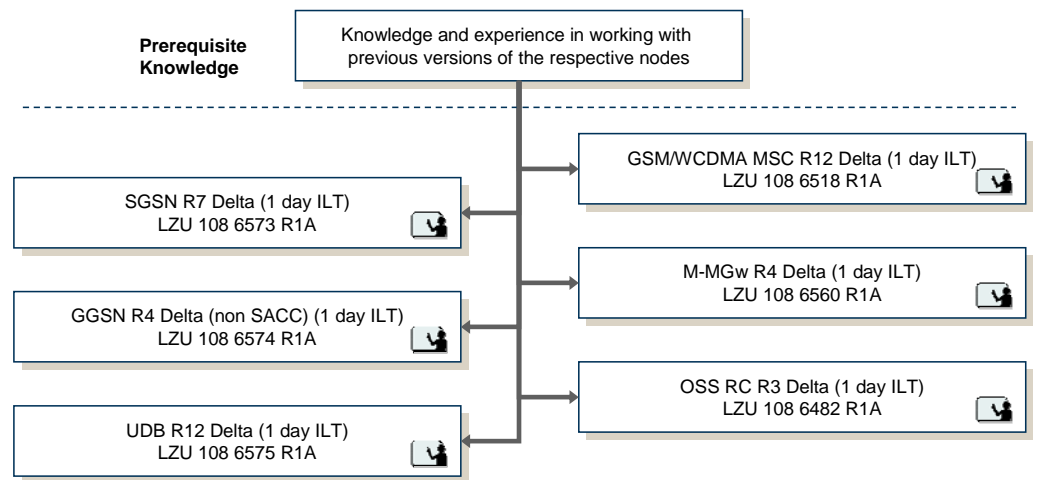 Prerequisite
Knowledge
Knowledge and experience in working with
previous versions of the respective nodes
GSM/WCDMA MSC R12 Delta (1 day ILT)
LZU 108 6518 R1A
SGSN R7 Delta (1 day ILT)
LZU 108 6573 R1A
M-MGw R4 Delta (1 day ILT)
LZU 108 6560 R1A
GGSN R4 Delta (non SACC) (1 day ILT)
LZU 108 6574 R1A
OSS RC R3 Delta (1 day ILT)
LZU 108 6482 R1A
UDB R12 Delta (1 day ILT)
LZU 108 6575 R1A